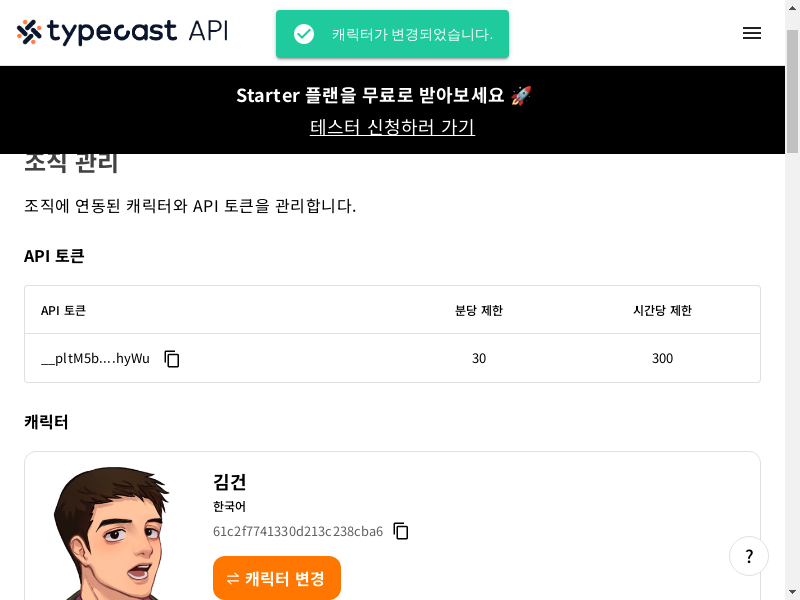 typecast API
캐릭터가 변경되었습니다.
Starter 플랜을 무료로 받아보세요 🚀
테스터 신청하러 가기
조직 관리
조직에 연동된 캐릭터와 API 토큰을 관리합니다.
API 토큰
API 토큰 분당 제한 시간당 제한
__pltM5b....hyWu 30 300
캐릭터
김건
한국어
61c2f7741330d213c238cba6
⇌ 캐릭터 변경
?